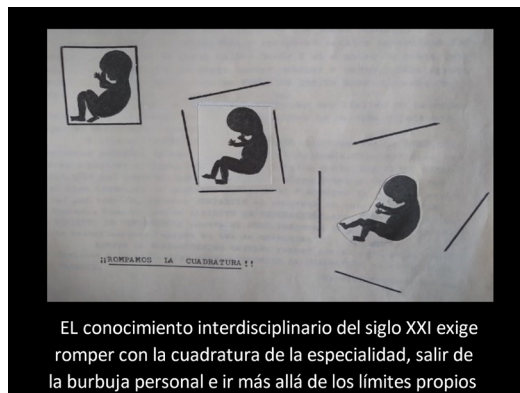 ¡¡ROMPAMOS LA CUADRATURA!!
EL conocimiento interdisciplinario del siglo XXI exige
romper con la cuadratura de la especialidad, salir de
la burbuja personal e ir más allá de los límites propios